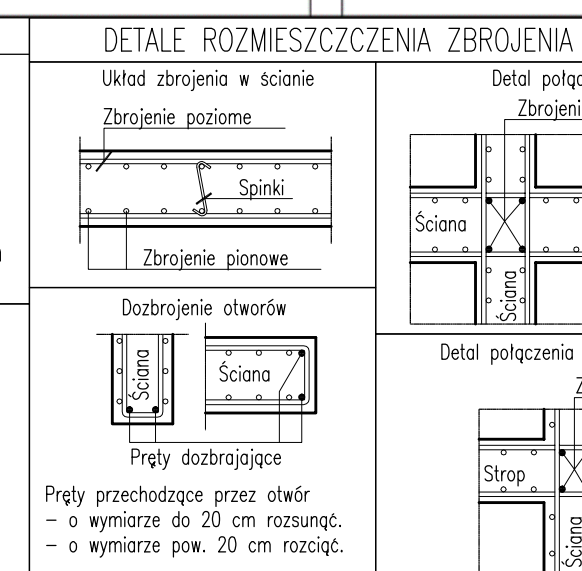 DETALE ROZMIESZCZCZENIA ZBROJENIA
Układ zbrojenia w ścianie
Zbrojenie poziome
Spinki
Zbrojenie pionowe
Dozbrojenie otworów
Ściana
Ściana
Pręty dozbrajające
Pręty przechodzące przez otwór
– o wymiarze do 20 cm rozsunąć.
– o wymiarze pow. 20 cm rozciąć.
Detal
Ściana
Ściana
Detal połączenia
Strop
Ściana